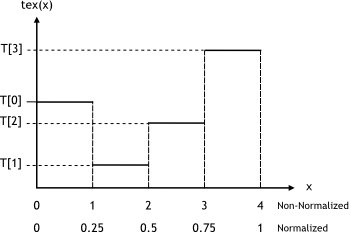 tex(x)
T[3]
T[0]
T[2]
T[1]
x
0 1 2 3 4 Non-Normalized
0 0.25 0.5 0.75 1 Normalized